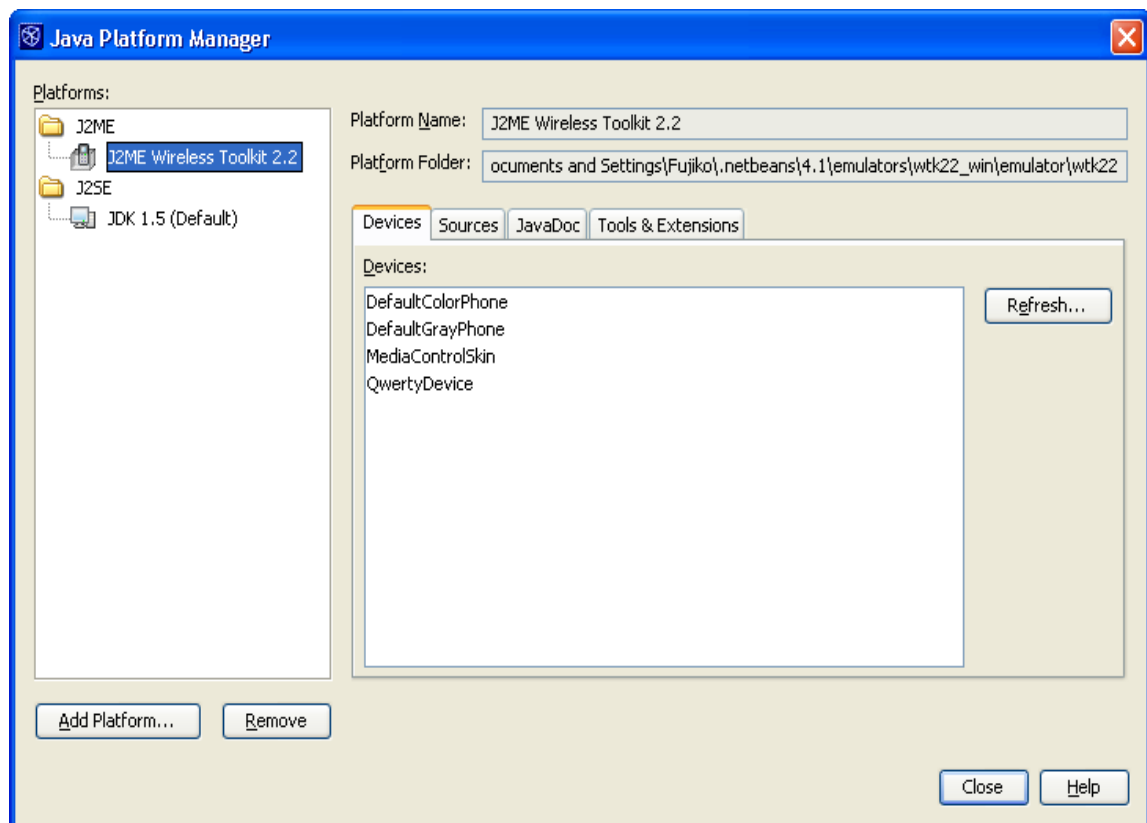 Java Platform Manager
Platforms:
J2ME
J2ME Wireless Toolkit 2.2
J2SE
JDK 1.5 (Default)
Add Platform...
Remove
Platform Name:
J2ME Wireless Toolkit 2.2
Platform Folder:
ocuments and Settings\Fujiko\.netbeans\4.1\emulators\wtk22_win\emulator\wtk22
Devices Sources JavaDoc Tools & Extensions
Devices:
DefaultColorPhone
DefaultGrayPhone
MediaControlSkin
QwertyDevice
Refresh...
Close
Help